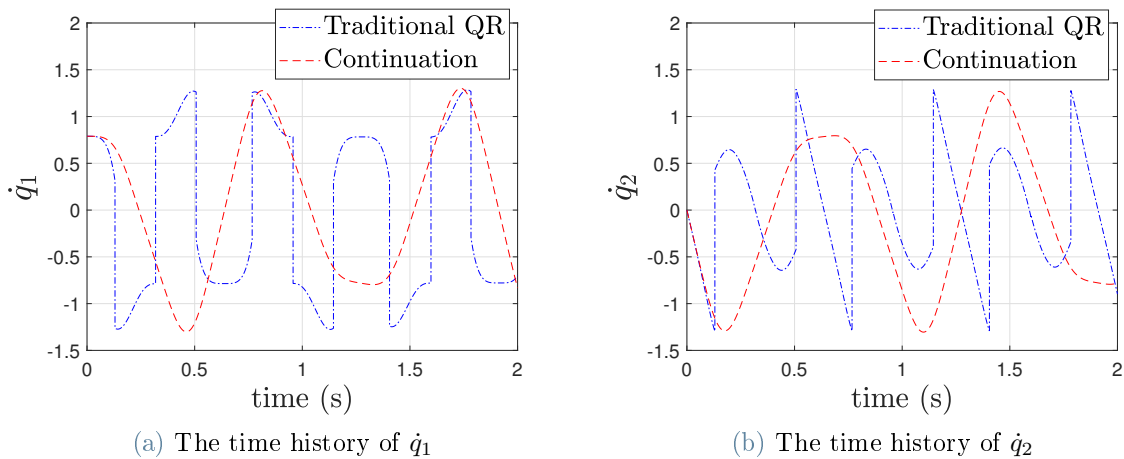 Traditional QR
Continuation
2
1.5
1
0.5
0
-0.5
-1
-1.5
q̇₁
0
0.5
1
1.5
2
time (s)
(a) The time history of q̇₁
Traditional QR
Continuation
2
1.5
1
0.5
0
-0.5
-1
-1.5
q̇₂
0
0.5
1
1.5
2
time (s)
(b) The time history of q̇₂